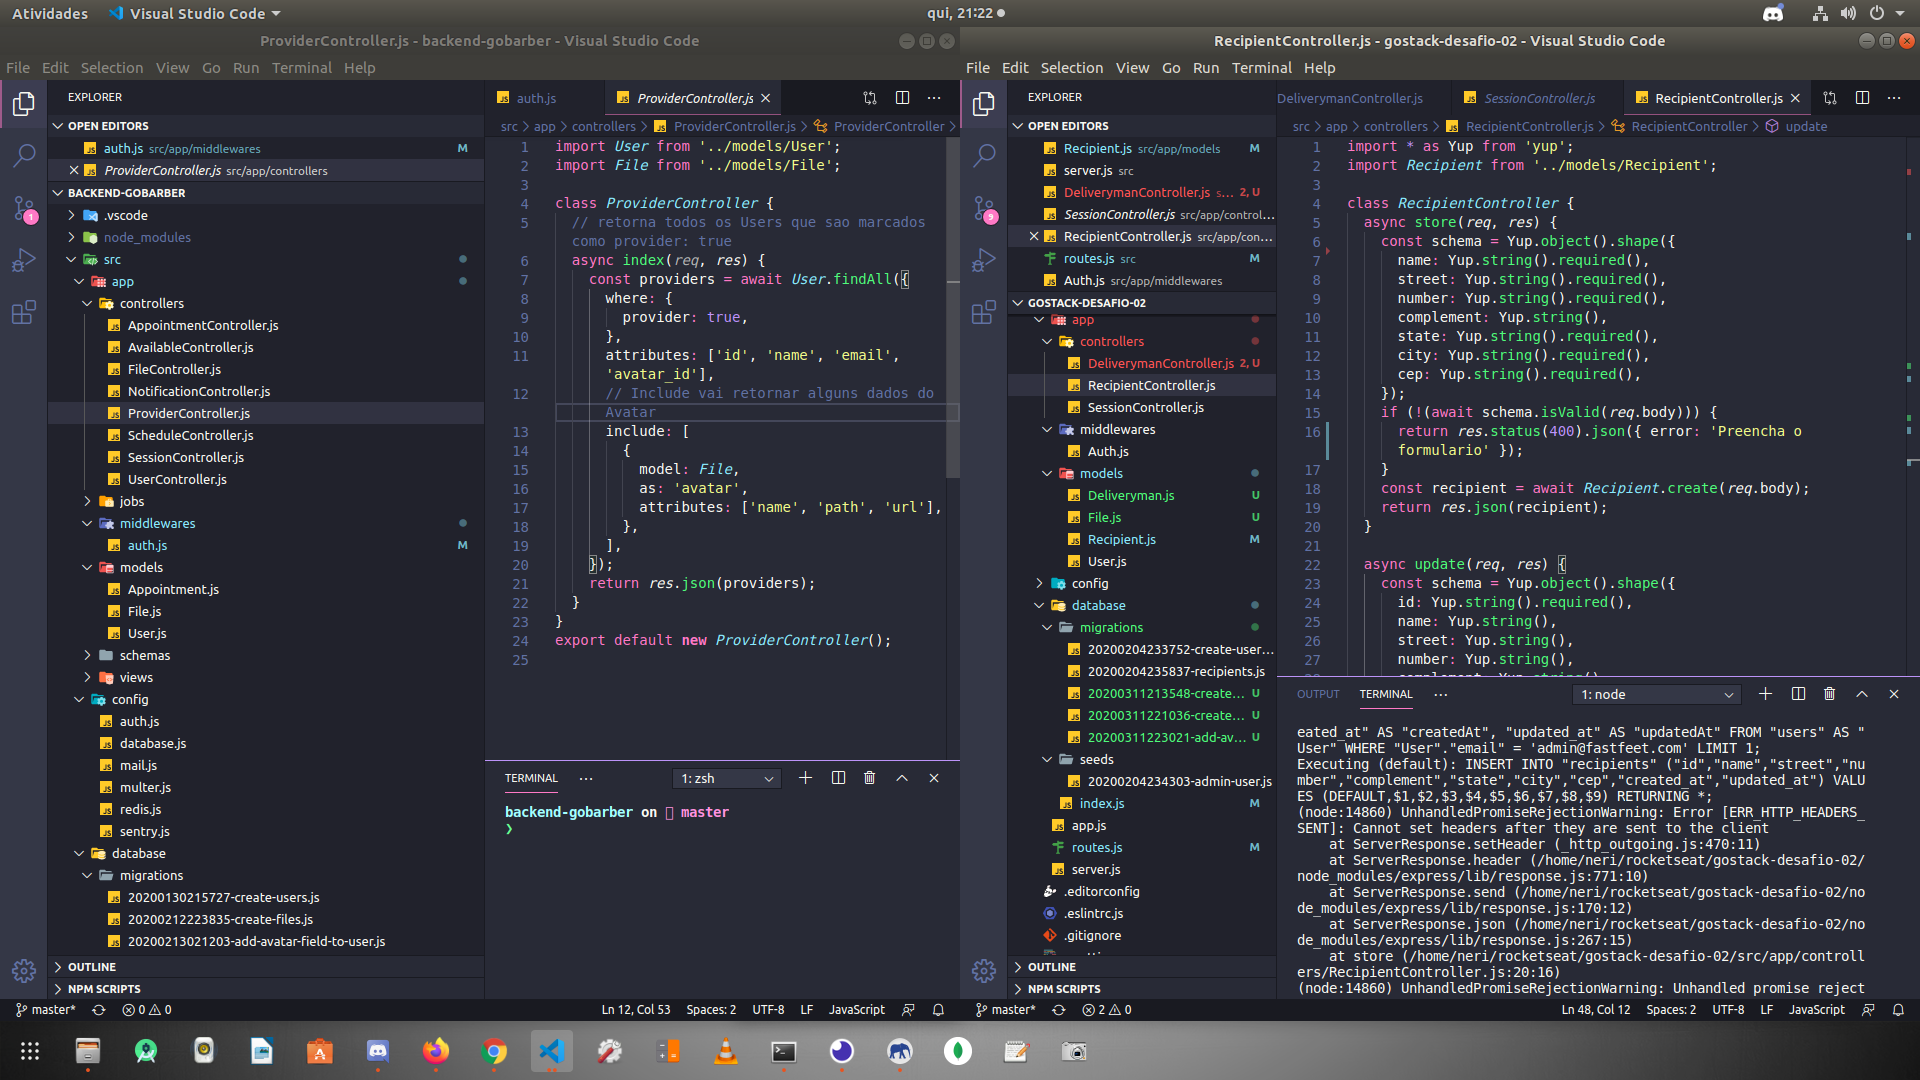 Atividades
Visual Studio Code
qui, 21:22
ProviderController.js - backend-gobarber - Visual Studio Code
File Edit Selection View Go Run Terminal Help
EXPLORER
OPEN EDITORS
auth.js src/app/middlewares M
ProviderController.js src/app/controllers
BACKEND-GOBARBER
.vscode
node_modules
src
app
controllers
AppointmentController.js
AvailableController.js
FileController.js
NotificationController.js
ProviderController.js
ScheduleController.js
SessionController.js
UserController.js
jobs
middlewares
auth.js M
models
Appointment.js
File.js
User.js
schemas
views
config
auth.js
database.js
mail.js
multer.js
redis.js
sentry.js
database
migrations
20200130215727-create-users.js
20200212223835-create-files.js
20200213021203-add-avatar-field-to-user.js
OUTLINE
NPM SCRIPTS
1
auth.js
ProviderController.js
src > app > controllers > ProviderController.js > ProviderController >
1 import User from '../models/User';
2 import File from '../models/File';
3
4 class ProviderController {
5 // retorna todos os Users que sao marcados
como provider: true
6 async index(req, res) {
7 const providers = await User.findAll({
8 where: {
9 provider: true,
10 },
11 attributes: ['id', 'name', 'email',
'avatar_id'],
12 // Include vai retornar alguns dados do
Avatar
13 include: [
14 {
15 model: File,
16 as: 'avatar',
17 attributes: ['name', 'path', 'url'],
18 },
19 ],
20 });
21 return res.json(providers);
22 }
23 }
24 export default new ProviderController();
25
TERMINAL
1: zsh
backend-gobarber on master
❯
master*
0 0
Ln 12, Col 53
Spaces: 2
UTF-8
LF
JavaScript
RecipientController.js - gostack-desafio-02 - Visual Studio Code
File Edit Selection View Go Run Terminal Help
EXPLORER
OPEN EDITORS
Recipient.js src/app/models M
server.js src
DeliverymanController.js s... 2, U
SessionController.js src/app/control...
RecipientController.js src/app/con...
routes.js src M
Auth.js src/app/middlewares
GOSTACK-DESAFIO-02
app
controllers
DeliverymanController.js 2, U
RecipientController.js
SessionController.js
middlewares
Auth.js
models
Deliveryman.js U
File.js U
Recipient.js M
User.js
config
database
migrations
20200204233752-create-user...
20200204235837-recipients.js
20200311213548-create... U
20200311221036-create... U
20200311223021-add-av... U
seeds
20200204234303-admin-user.js
index.js M
app.js
routes.js M
server.js
.editorconfig
.eslintrc.js
.gitignore
OUTLINE
NPM SCRIPTS
9
DeliverymanController.js
SessionController.js
RecipientController.js
src > app > controllers > RecipientController.js > RecipientController > update
1 import * as Yup from 'yup';
2 import Recipient from '../models/Recipient';
3
4 class RecipientController {
5 async store(req, res) {
6 const schema = Yup.object().shape({
7 name: Yup.string().required(),
8 street: Yup.string().required(),
9 number: Yup.string().required(),
10 complement: Yup.string(),
11 state: Yup.string().required(),
12 city: Yup.string().required(),
13 cep: Yup.string().required(),
14 });
15 if (!(await schema.isValid(req.body))) {
16 return res.status(400).json({ error: 'Preencha o
formulario' });
17 }
18 const recipient = await Recipient.create(req.body);
19 return res.json(recipient);
20 }
21
22 async update(req, res) {
23 const schema = Yup.object().shape({
24 id: Yup.string().required(),
25 name: Yup.string(),
26 street: Yup.string(),
27 number: Yup.string(),
OUTPUT
TERMINAL
1: node
eated_at" AS "createdAt", "updated_at" AS "updatedAt" FROM "users" AS "
User" WHERE "User"."email" = 'admin@fastfeet.com' LIMIT 1;
Executing (default): INSERT INTO "recipients" ("id","name","street","nu
mber","complement","state","city","cep","created_at","updated_at") VALU
ES (DEFAULT,$1,$2,$3,$4,$5,$6,$7,$8,$9) RETURNING *;
(node:14860) UnhandledPromiseRejectionWarning: Error [ERR_HTTP_HEADERS_
SENT]: Cannot set headers after they are sent to the client
at ServerResponse.setHeader (_http_outgoing.js:470:11)
at ServerResponse.header (/home/neri/rocketseat/gostack-desafio-02/
node_modules/express/lib/response.js:771:10)
at ServerResponse.send (/home/neri/rocketseat/gostack-desafio-02/no
de_modules/express/lib/response.js:170:12)
at ServerResponse.json (/home/neri/rocketseat/gostack-desafio-02/no
de_modules/express/lib/response.js:267:15)
at store (/home/neri/rocketseat/gostack-desafio-02/src/app/controll
ers/RecipientController.js:20:16)
(node:14860) UnhandledPromiseRejectionWarning: Unhandled promise reject
master*
2 0
Ln 48, Col 12
Spaces: 2
UTF-8
LF
JavaScript